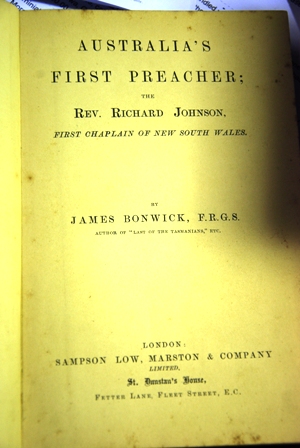 AUSTRALIA'S
FIRST PREACHER;
THE
REV. RICHARD JOHNSON,
FIRST CHAPLAIN OF NEW SOUTH WALES.
BY
JAMES BONWICK, F.R.G.S.
AUTHOR OF "LAST OF THE TASMANIANS," ETC.
LONDON:
SAMPSON LOW, MARSTON & COMPANY
LIMITED,
St. Dunstan's House,
FETTER LANE, FLEET STREET, E.C.